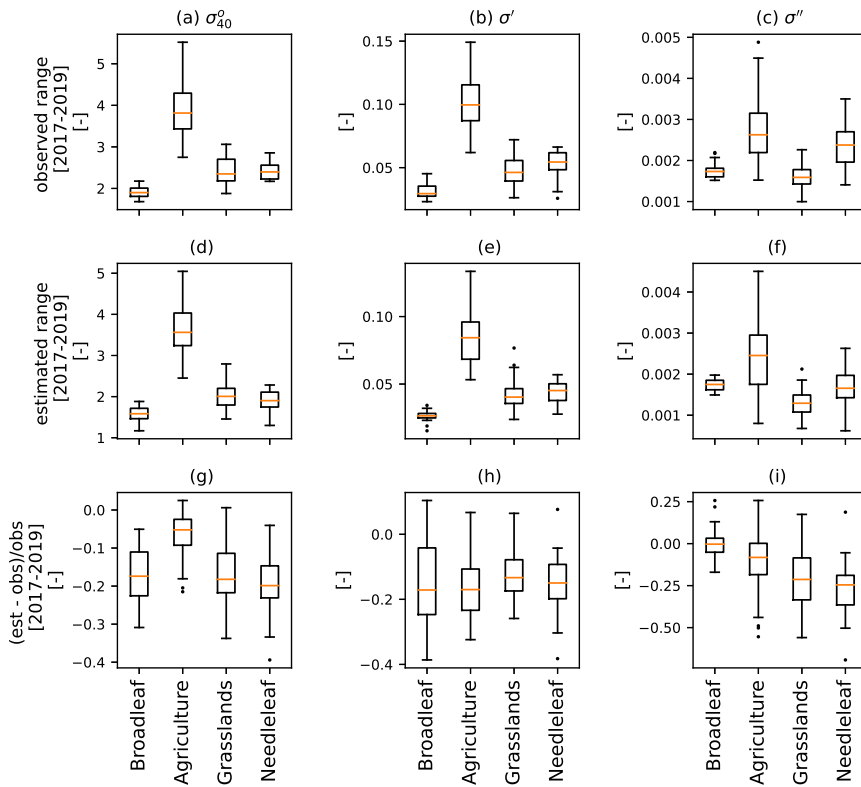 (a) σ°₄₀
(b) σ′
(c) σ″
observed range
[2017-2019]
[-]
5
4
3
2
[-]
0.15
0.10
0.05
[-]
0.005
0.004
0.003
0.002
0.001
(d)
(e)
(f)
estimated range
[2017-2019]
[-]
5
4
3
2
1
[-]
0.10
0.05
[-]
0.004
0.003
0.002
0.001
(g)
(h)
(i)
(est - obs)/obs
[2017-2019]
[-]
0.0
−0.1
−0.2
−0.3
−0.4
[-]
0.0
−0.2
−0.4
[-]
0.25
0.00
−0.25
−0.50
Broadleaf
Agriculture
Grasslands
Needleleaf
Broadleaf
Agriculture
Grasslands
Needleleaf
Broadleaf
Agriculture
Grasslands
Needleleaf